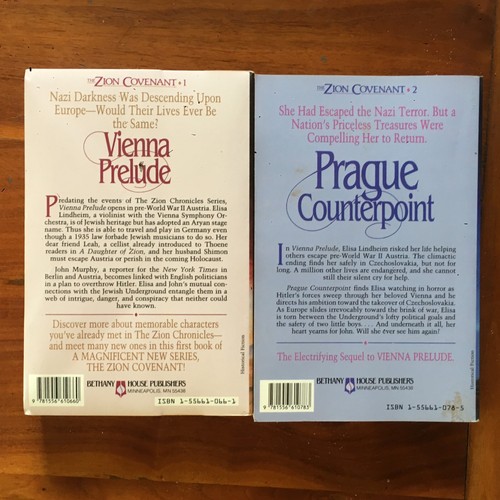 THE ZION COVENANT • 1
Nazi Darkness Was Descending Upon
Europe—Would Their Lives Ever Be
the Same?
Vienna
Prelude
Predating the events of The Zion Chronicles Series,
Vienna Prelude opens in pre-World War II Austria. Elisa
Lindheim, a violinist with the Vienna Symphony Or-
chestra, is of Jewish heritage but has adopted an Aryan stage
name. Thus she is able to travel and play in Germany even
though a 1935 law forbade Jewish musicians to do so. Her
dear friend Leah, a cellist already introduced to Thoene
readers in A Daughter of Zion, and her husband Shimon
must escape Austria or perish in the coming Holocaust.
John Murphy, a reporter for the New York Times in
Berlin and Austria, becomes linked with English politicians
in a plan to overthrow Hitler. Elisa and John's mutual con-
nections with the Jewish Underground entangle them in a
web of intrigue, danger, and conspiracy that neither could
have known.
Discover more about memorable characters
you've already met in The Zion Chronicles—
and meet many new ones in this first book of
A MAGNIFICENT NEW SERIES,
THE ZION COVENANT!
Historical Fiction
BETHANY HOUSE PUBLISHERS
MINNEAPOLIS, MN 55438
9 781556 610660
ISBN 1-55661-066-1
THE ZION COVENANT • 2
She Had Escaped the Nazi Terror. But a
Nation's Priceless Treasures Were
Compelling Her to Return.
Prague
Counterpoint
In Vienna Prelude, Elisa Lindheim risked her life helping
others escape pre-World War II Austria. The climactic
ending finds her safely in Czechoslovakia, but not for
long. A million other lives are endangered, and she cannot
still their silent cry for help.
Prague Counterpoint finds Elisa watching in horror as
Hitler's forces sweep through her beloved Vienna and he
directs his ambition toward the takeover of Czechoslovakia.
As Europe slides irrevocably toward the brink of war, Elisa
is torn between the Underground's lofty political goals and
the safety of two little boys. . . . And underneath it all, her
heart yearns for John. Will she ever see him again?
The Electrifying Sequel to VIENNA PRELUDE.
Historical Fiction
BETHANY HOUSE PUBLISHERS
MINNEAPOLIS, MN 55438
9 781556 610783
ISBN 1-55661-078-5